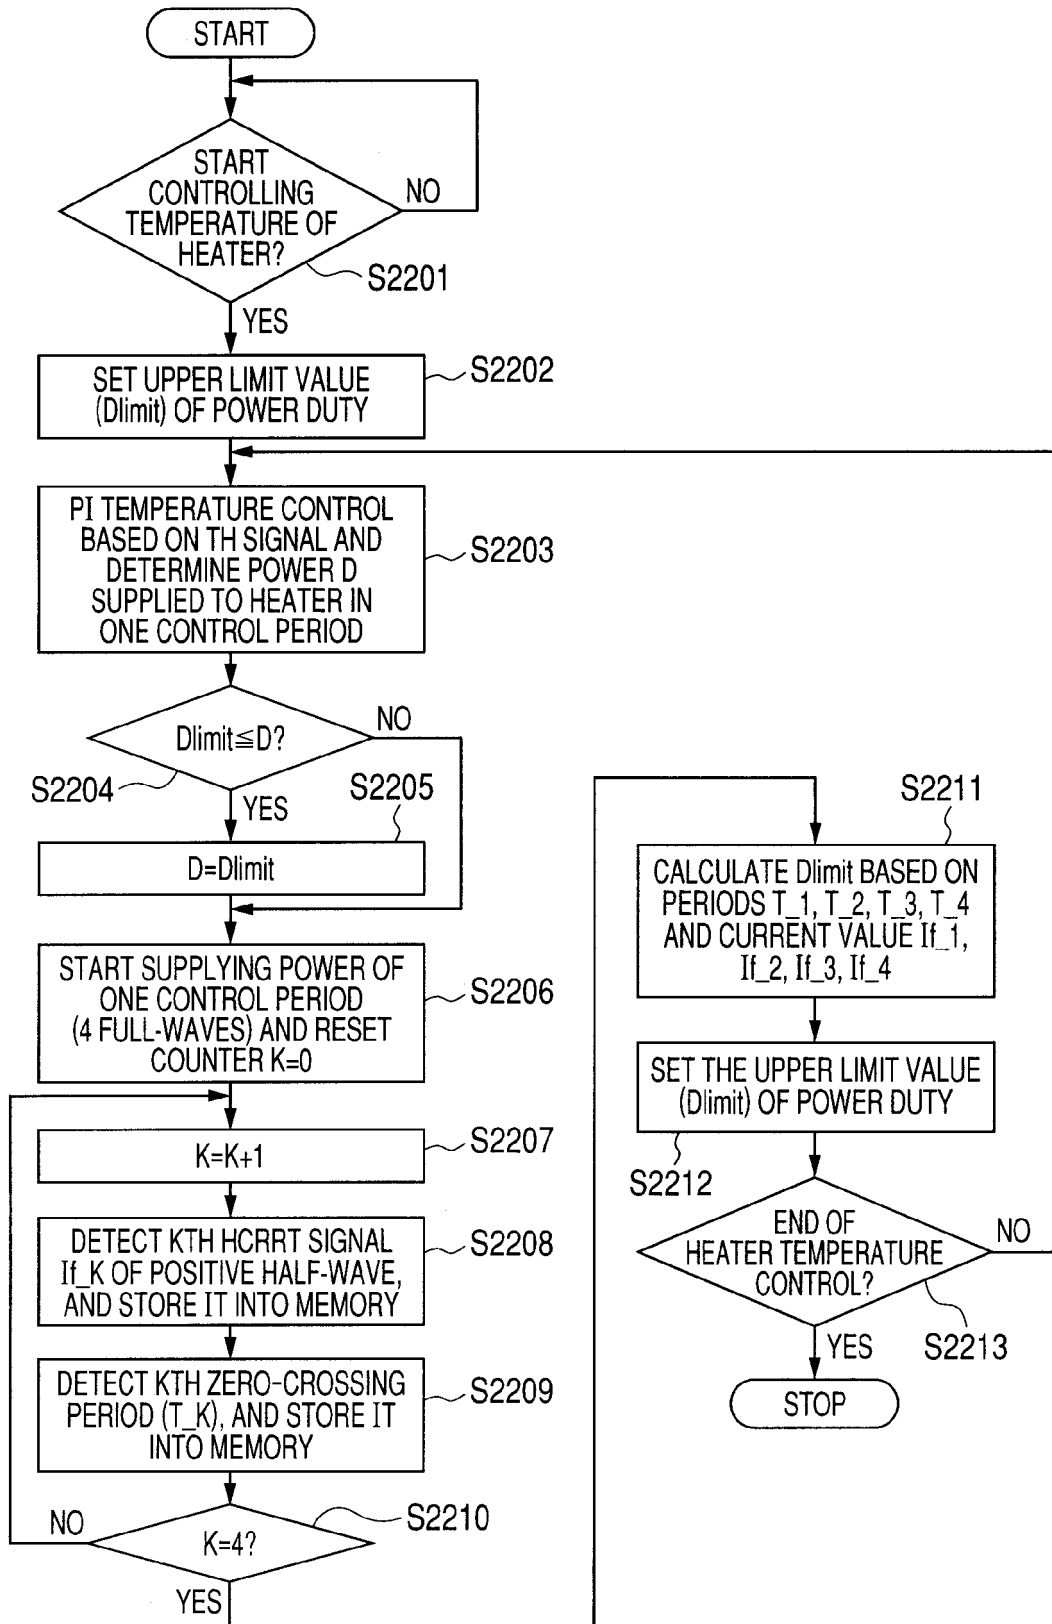 START
START
CONTROLLING
TEMPERATURE OF
HEATER?
NO
S2201
YES
SET UPPER LIMIT VALUE
(Dlimit) OF POWER DUTY
S2202
PI TEMPERATURE CONTROL
BASED ON TH SIGNAL AND
DETERMINE POWER D
SUPPLIED TO HEATER IN
ONE CONTROL PERIOD
S2203
Dlimit≦D?
NO
S2204
YES
S2205
D=Dlimit
START SUPPLYING POWER OF
ONE CONTROL PERIOD
(4 FULL-WAVES) AND RESET
COUNTER K=0
S2206
K=K+1
S2207
DETECT KTH HCRRT SIGNAL
If_K OF POSITIVE HALF-WAVE,
AND STORE IT INTO MEMORY
S2208
DETECT KTH ZERO-CROSSING
PERIOD (T_K), AND STORE IT
INTO MEMORY
S2209
K=4?
NO
S2210
YES
S2211
CALCULATE Dlimit BASED ON
PERIODS T_1, T_2, T_3, T_4
AND CURRENT VALUE If_1,
If_2, If_3, If_4
SET THE UPPER LIMIT VALUE
(Dlimit) OF POWER DUTY
S2212
END OF
HEATER TEMPERATURE
CONTROL?
NO
S2213
YES
STOP